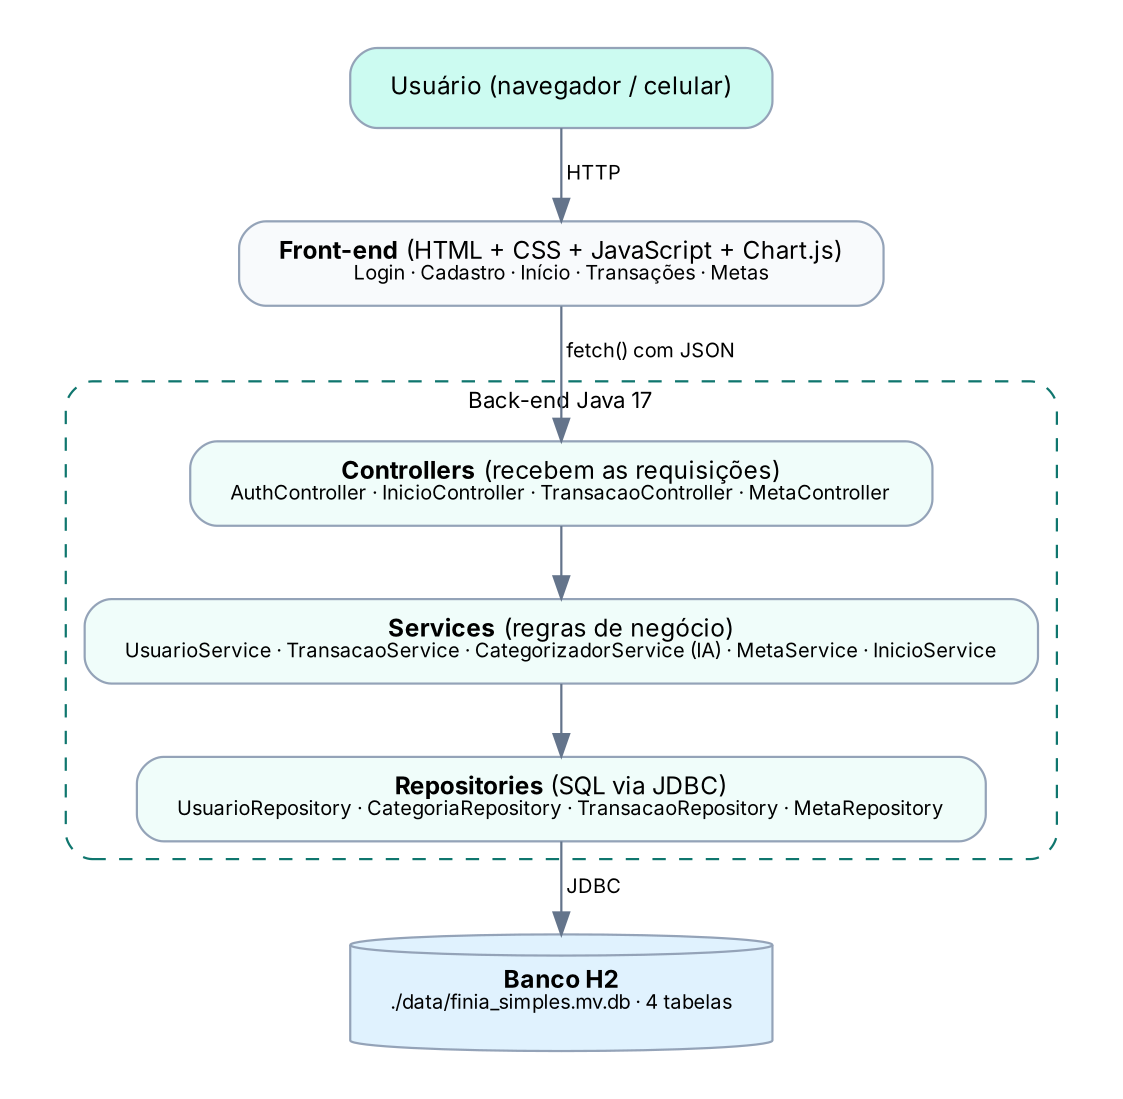 Usuário (navegador / celular)
HTTP
Front-end (HTML + CSS + JavaScript + Chart.js)
Login · Cadastro · Início · Transações · Metas
fetch() com JSON
Back-end Java 17
Controllers (recebem as requisições)
AuthController · InicioController · TransacaoController · MetaController
Services (regras de negócio)
UsuarioService · TransacaoService · CategorizadorService (IA) · MetaService · InicioService
Repositories (SQL via JDBC)
UsuarioRepository · CategoriaRepository · TransacaoRepository · MetaRepository
JDBC
Banco H2
./data/finia_simples.mv.db · 4 tabelas